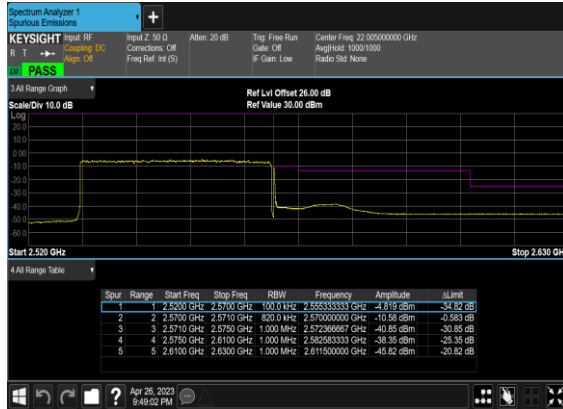 Spectrum Analyzer 1
Spurious Emissions
KEYSIGHT Input: RF
R T Coupling: DC
Align: Off
LXI PASS
Input Z: 50 Ω
Corrections: Off
Freq Ref: Int (S)
Atten: 20 dB
Trig: Free Run
Gate: Off
IF Gain: Low
Center Freq: 22.005000000 GHz
Avg|Hold: 1000/1000
Radio Std: None
3 All Range Graph
Ref Lvl Offset 26.00 dB
Scale/Div 10.0 dB
Ref Value 30.00 dBm
Log
20.0
10.0
0.00
-10.0
-20.0
-30.0
-40.0
-50.0
-60.0
Start 2.520 GHz
Stop 2.630 GH
4 All Range Table
Spur Range Start Freq Stop Freq RBW Frequency Amplitude ΔLimit
1 1 2.5200 GHz 2.5700 GHz 100.0 kHz 2.555333333 GHz -4.819 dBm -34.82 dB
2 2 2.5700 GHz 2.5710 GHz 820.0 kHz 2.570000000 GHz -10.58 dBm -0.583 dB
3 3 2.5710 GHz 2.5750 GHz 1.000 MHz 2.572366667 GHz -40.85 dBm -30.85 dB
4 4 2.5750 GHz 2.6100 GHz 1.000 MHz 2.582583333 GHz -38.35 dBm -25.35 dB
5 5 2.6100 GHz 2.6300 GHz 1.000 MHz 2.611500000 GHz -45.82 dBm -20.82 dB
?
Apr 26, 2023
9:49:02 PM